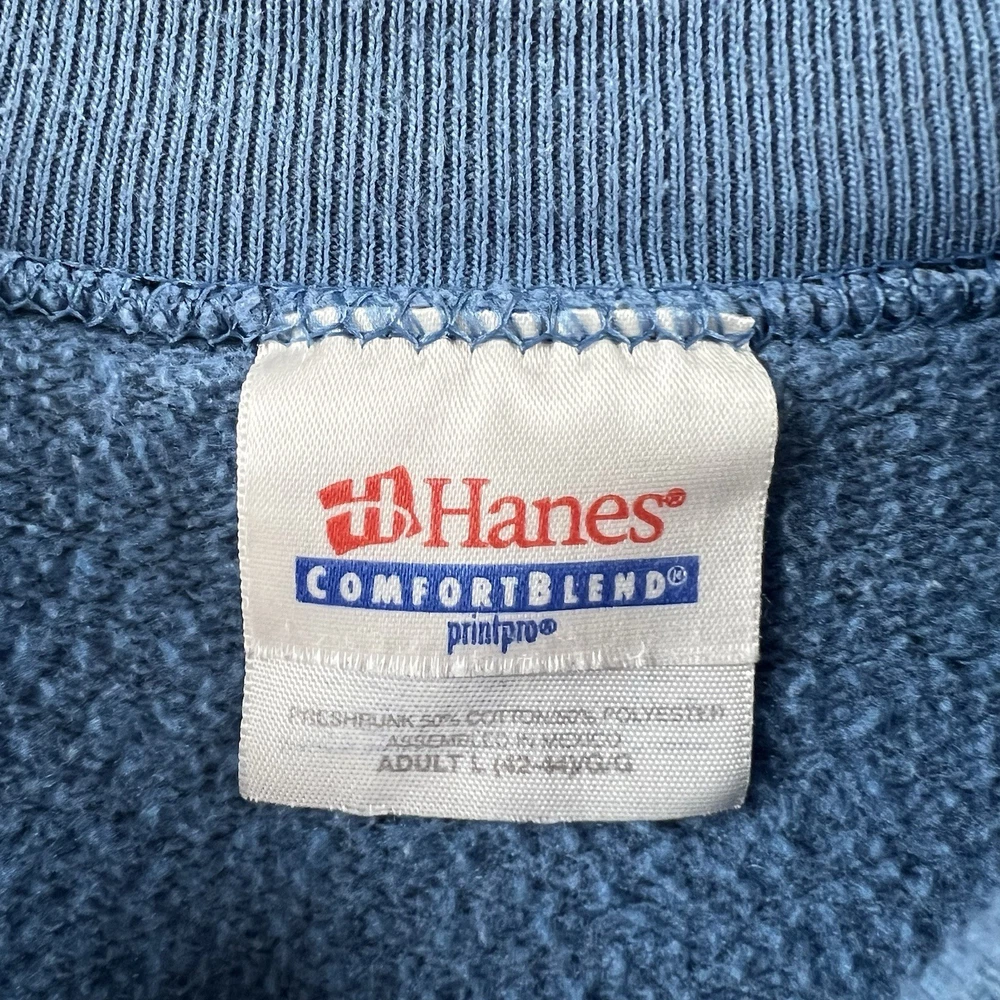 H Hanes®
COMFORTBLEND®
printpro®
PRESHRUNK 50% COTTON/50% POLYESTER
ASSEMBLED IN MEXICO
ADULT L (42-44)/G/G